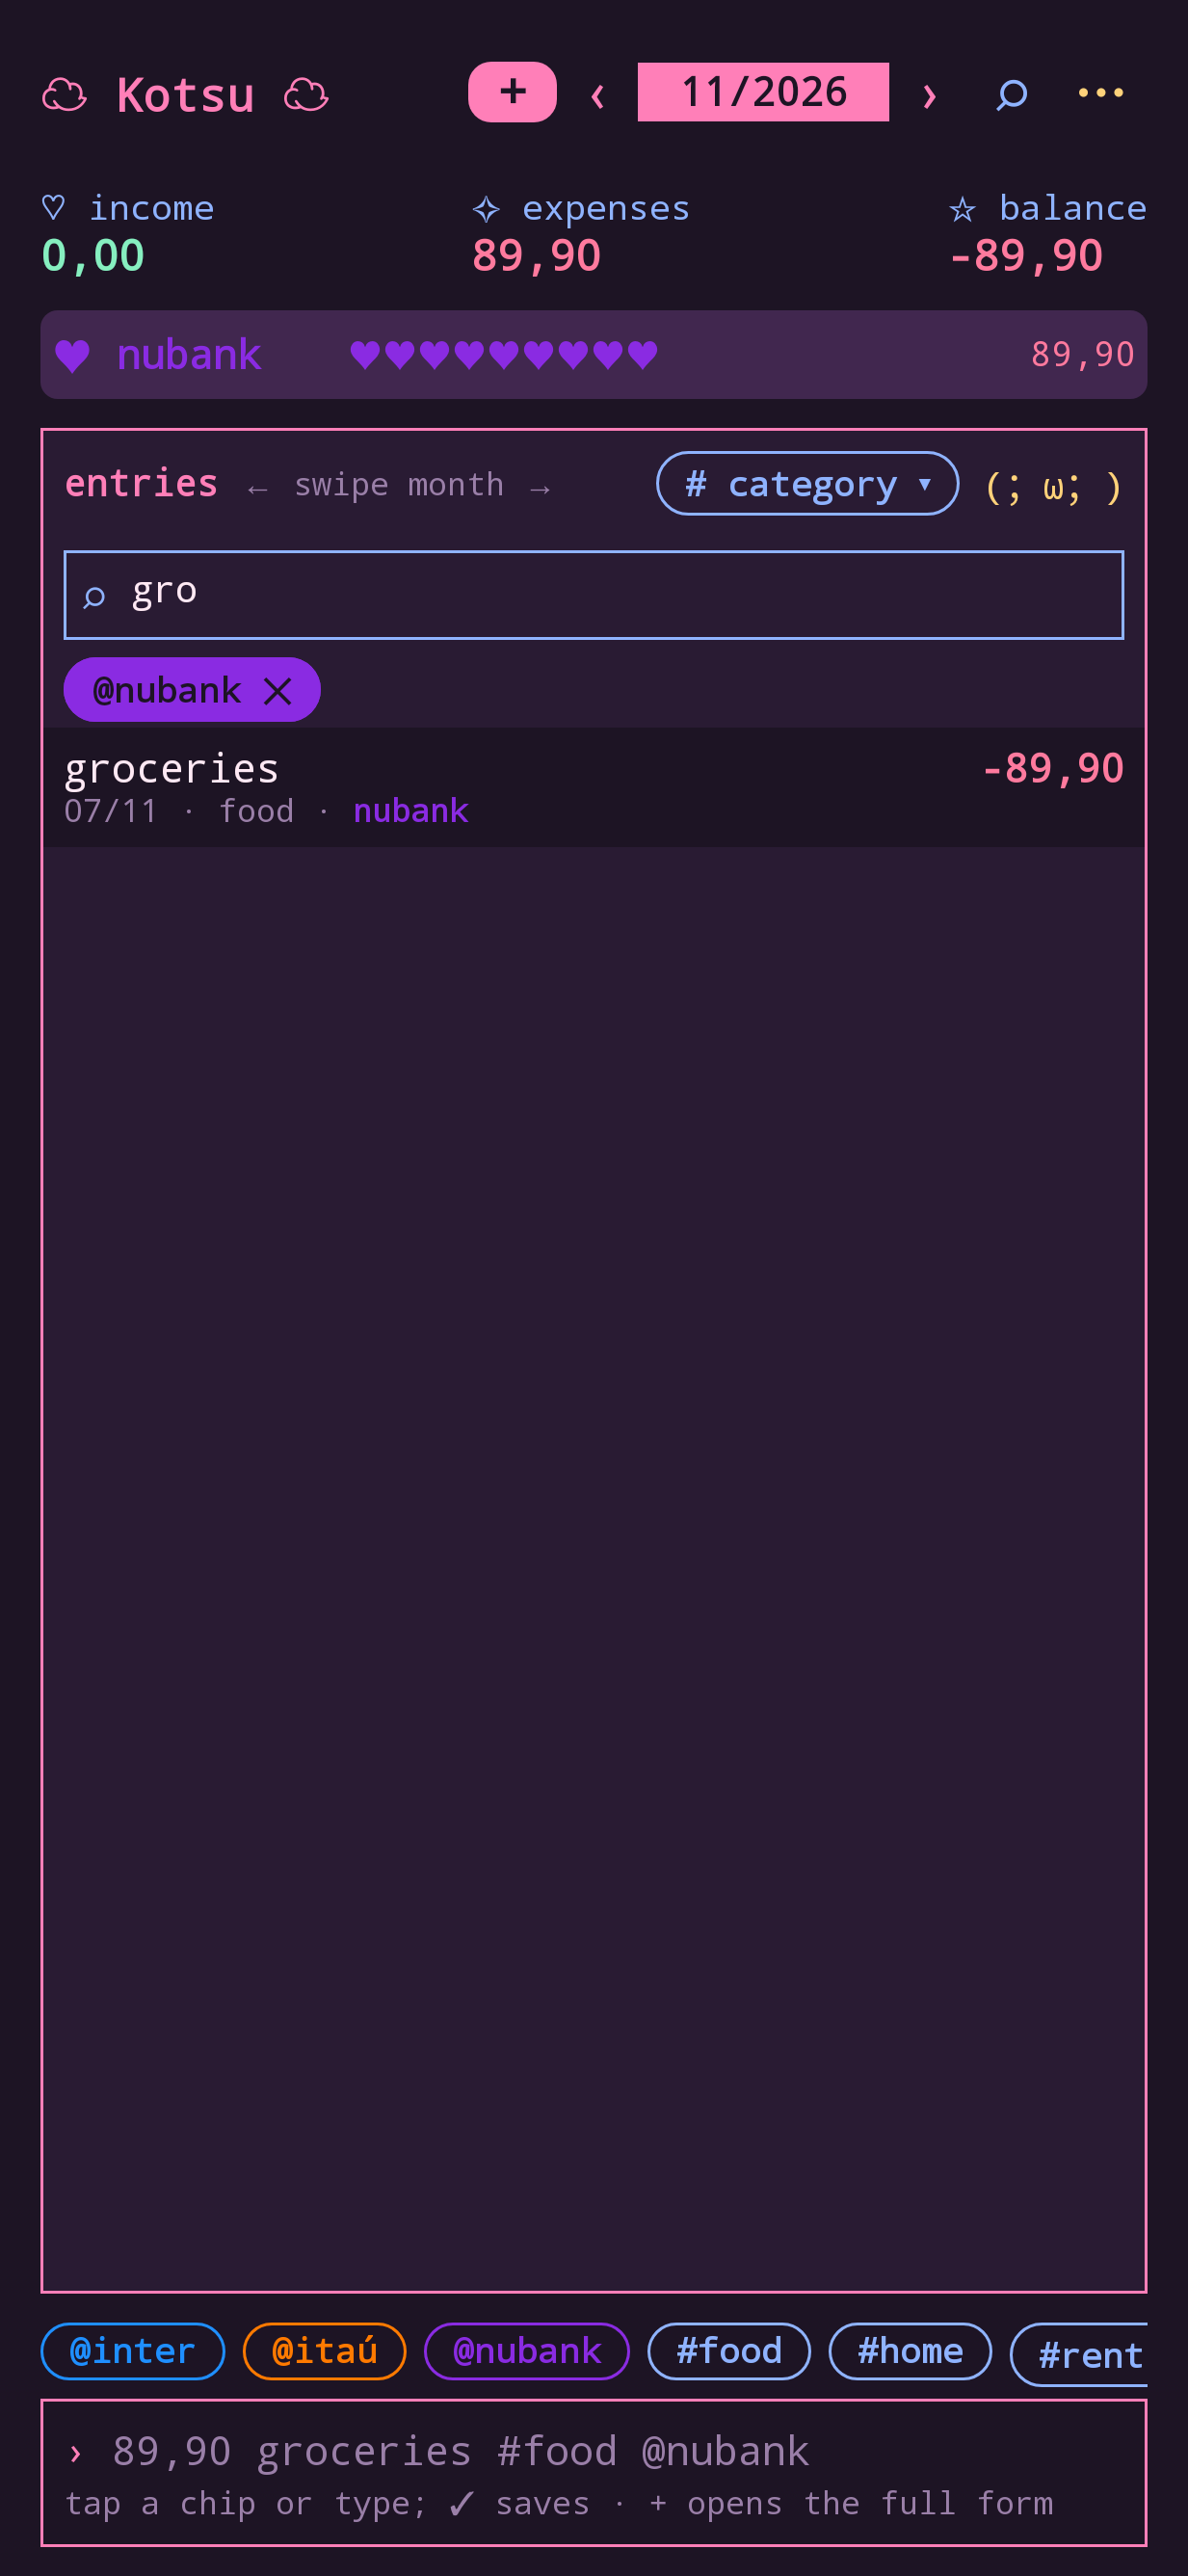 Kotsu + ‹ 11/2026 › ⌕ •••
♡ income ✧ expenses ☆ balance
0,00 89,90 -89,90
♥ nubank ♥♥♥♥♥♥♥♥♥ 89,90
entries ← swipe month → # category ▾ (; ω; )
⌕ gro
@nubank ✕
groceries -89,90
07/11 · food · nubank
@inter @itaú @nubank #food #home #rent
› 89,90 groceries #food @nubank
tap a chip or type; ✓ saves · + opens the full form